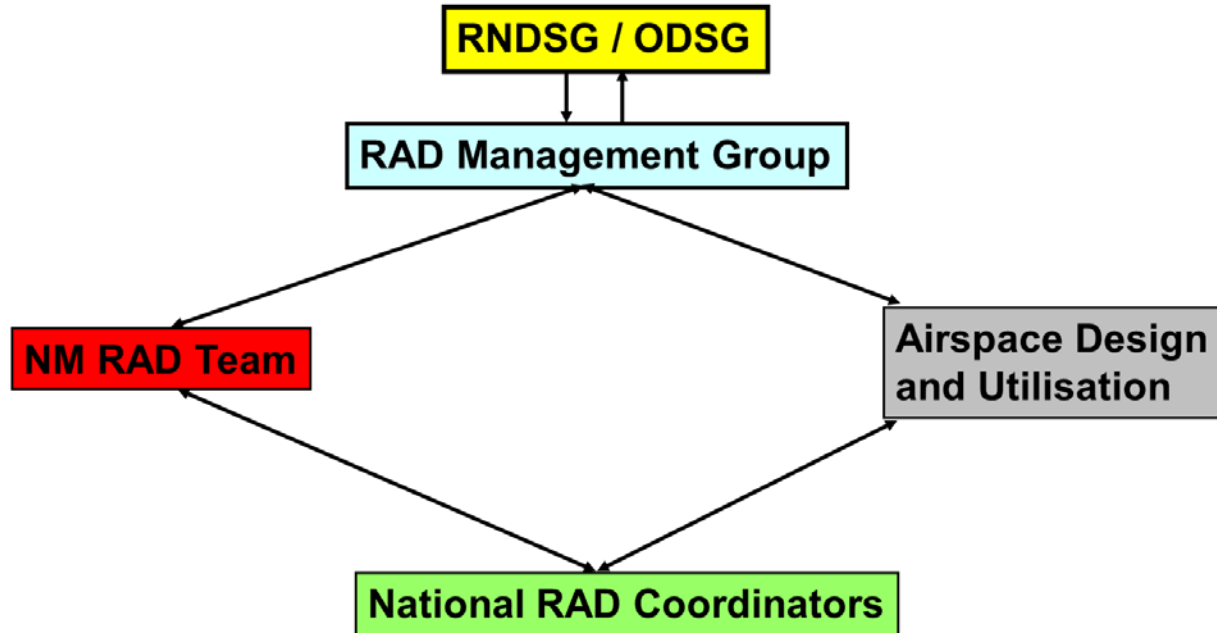 RNDSG / ODSG
RAD Management Group
NM RAD Team
Airspace Design
and Utilisation
National RAD Coordinators